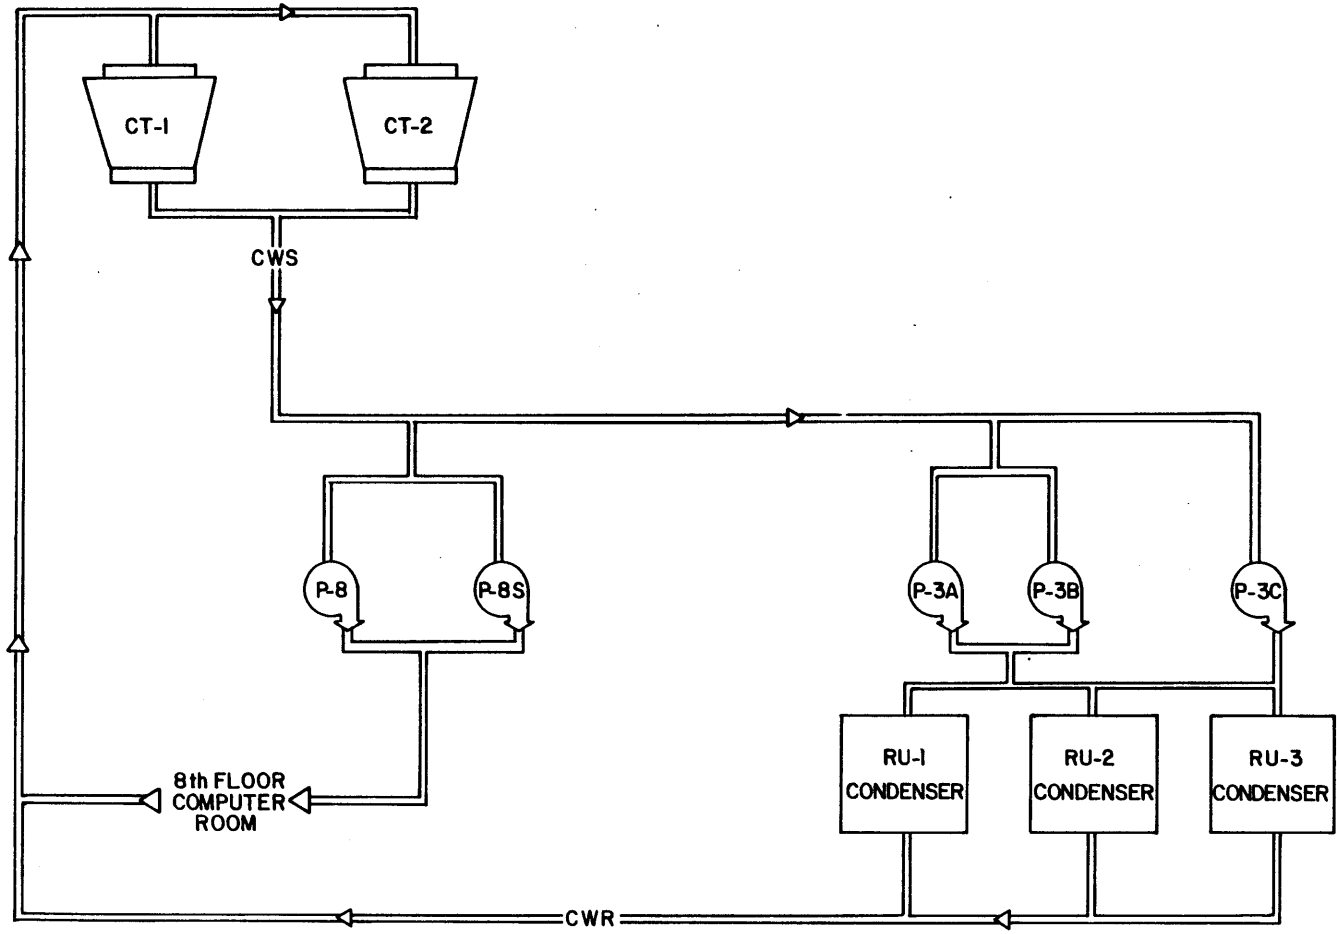 CT-1
CT-2
CWS
P-8
P-8S
P-3A
P-3B
P-3C
8th FLOOR
COMPUTER
ROOM
RU-1
CONDENSER
RU-2
CONDENSER
RU-3
CONDENSER
CWR